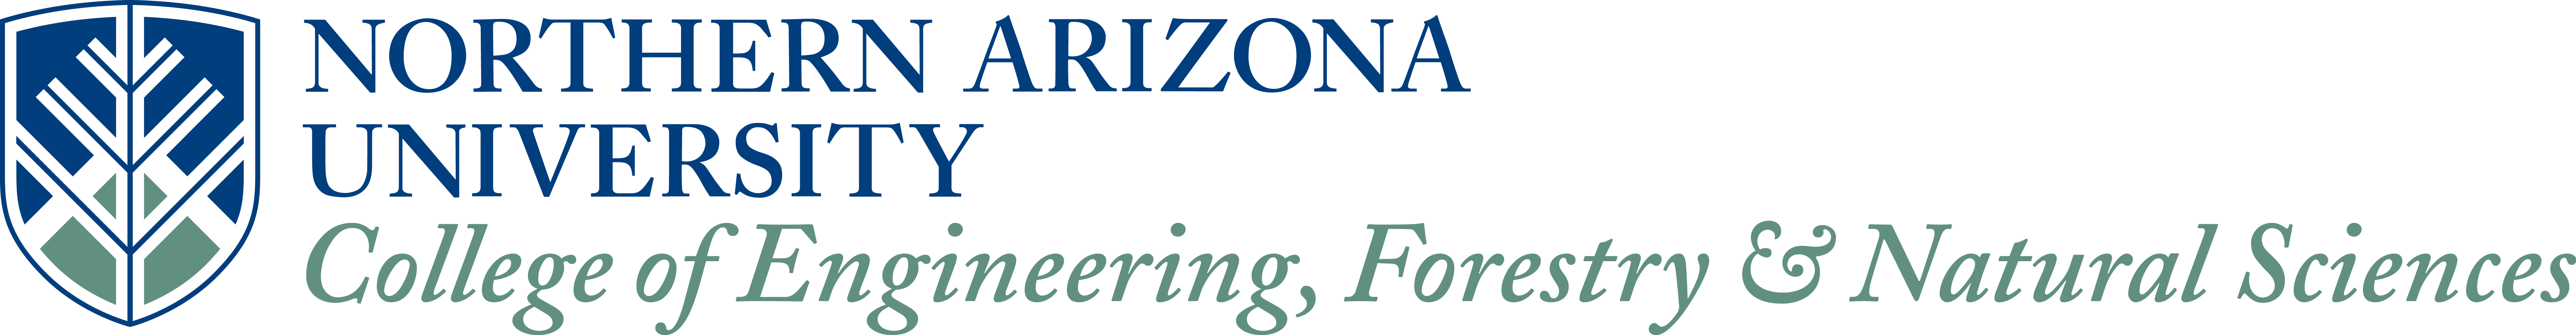 NORTHERN ARIZONA
UNIVERSITY
College of Engineering, Forestry & Natural Sciences